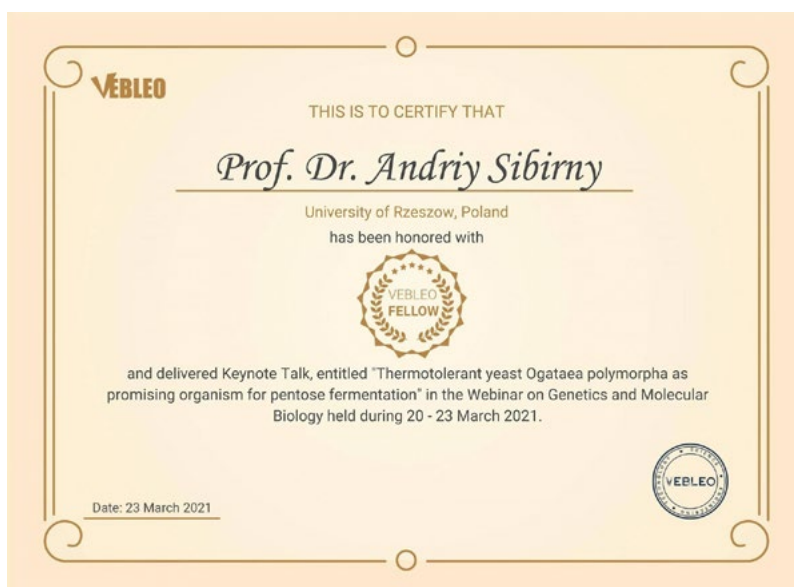 VEBLEO
THIS IS TO CERTIFY THAT
Prof. Dr. Andriy Sibirny
University of Rzeszow, Poland
has been honored with
VEBLEO
FELLOW
and delivered Keynote Talk, entitled "Thermotolerant yeast Ogataea polymorpha as
promising organism for pentose fermentation" in the Webinar on Genetics and Molecular
Biology held during 20 - 23 March 2021.
VEBLEO
Date: 23 March 2021